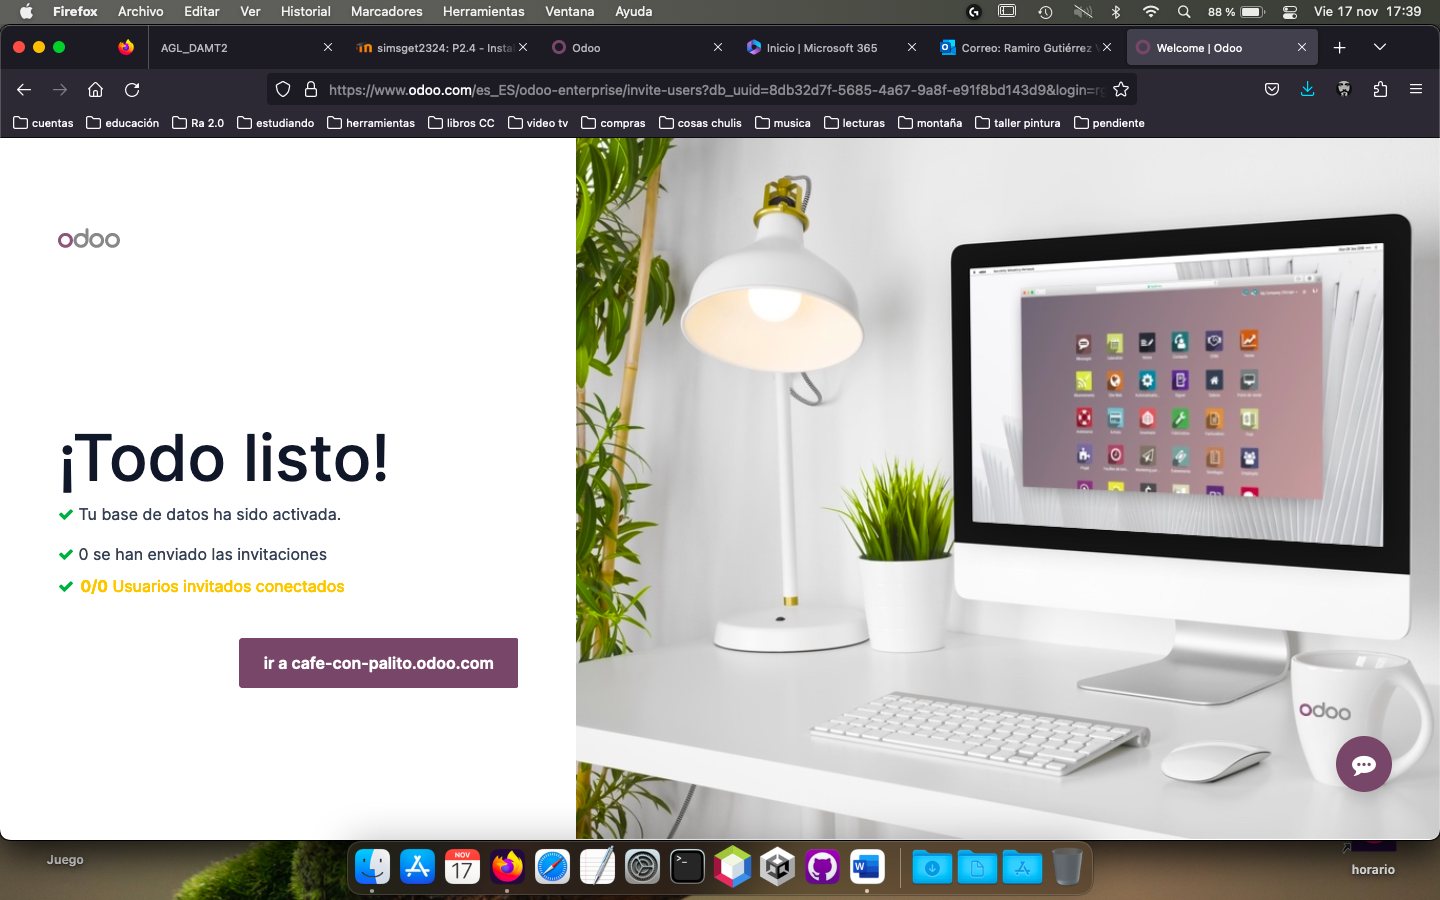 Firefox Archivo Editar Ver Historial Marcadores Herramientas Ventana Ayuda 88 % Vie 17 nov 17:39
AGL_DAMT2 simsget2324: P2.4 - Insta Odoo Inicio | Microsoft 365 Correo: Ramiro Gutiérrez Welcome | Odoo
https://www.odoo.com/es_ES/odoo-enterprise/invite-users?db_uuid=8db32d7f-5685-4a67-9a8f-e91f8bd143d9&login=rg
cuentas educación Ra 2.0 estudiando herramientas libros CC video tv compras cosas chulis musica lecturas montaña taller pintura pendiente
odoo
¡Todo listo!
Tu base de datos ha sido activada.
0 se han enviado las invitaciones
0/0 Usuarios invitados conectados
ir a cafe-con-palito.odoo.com
odoo
Juego
NOV
17
horario